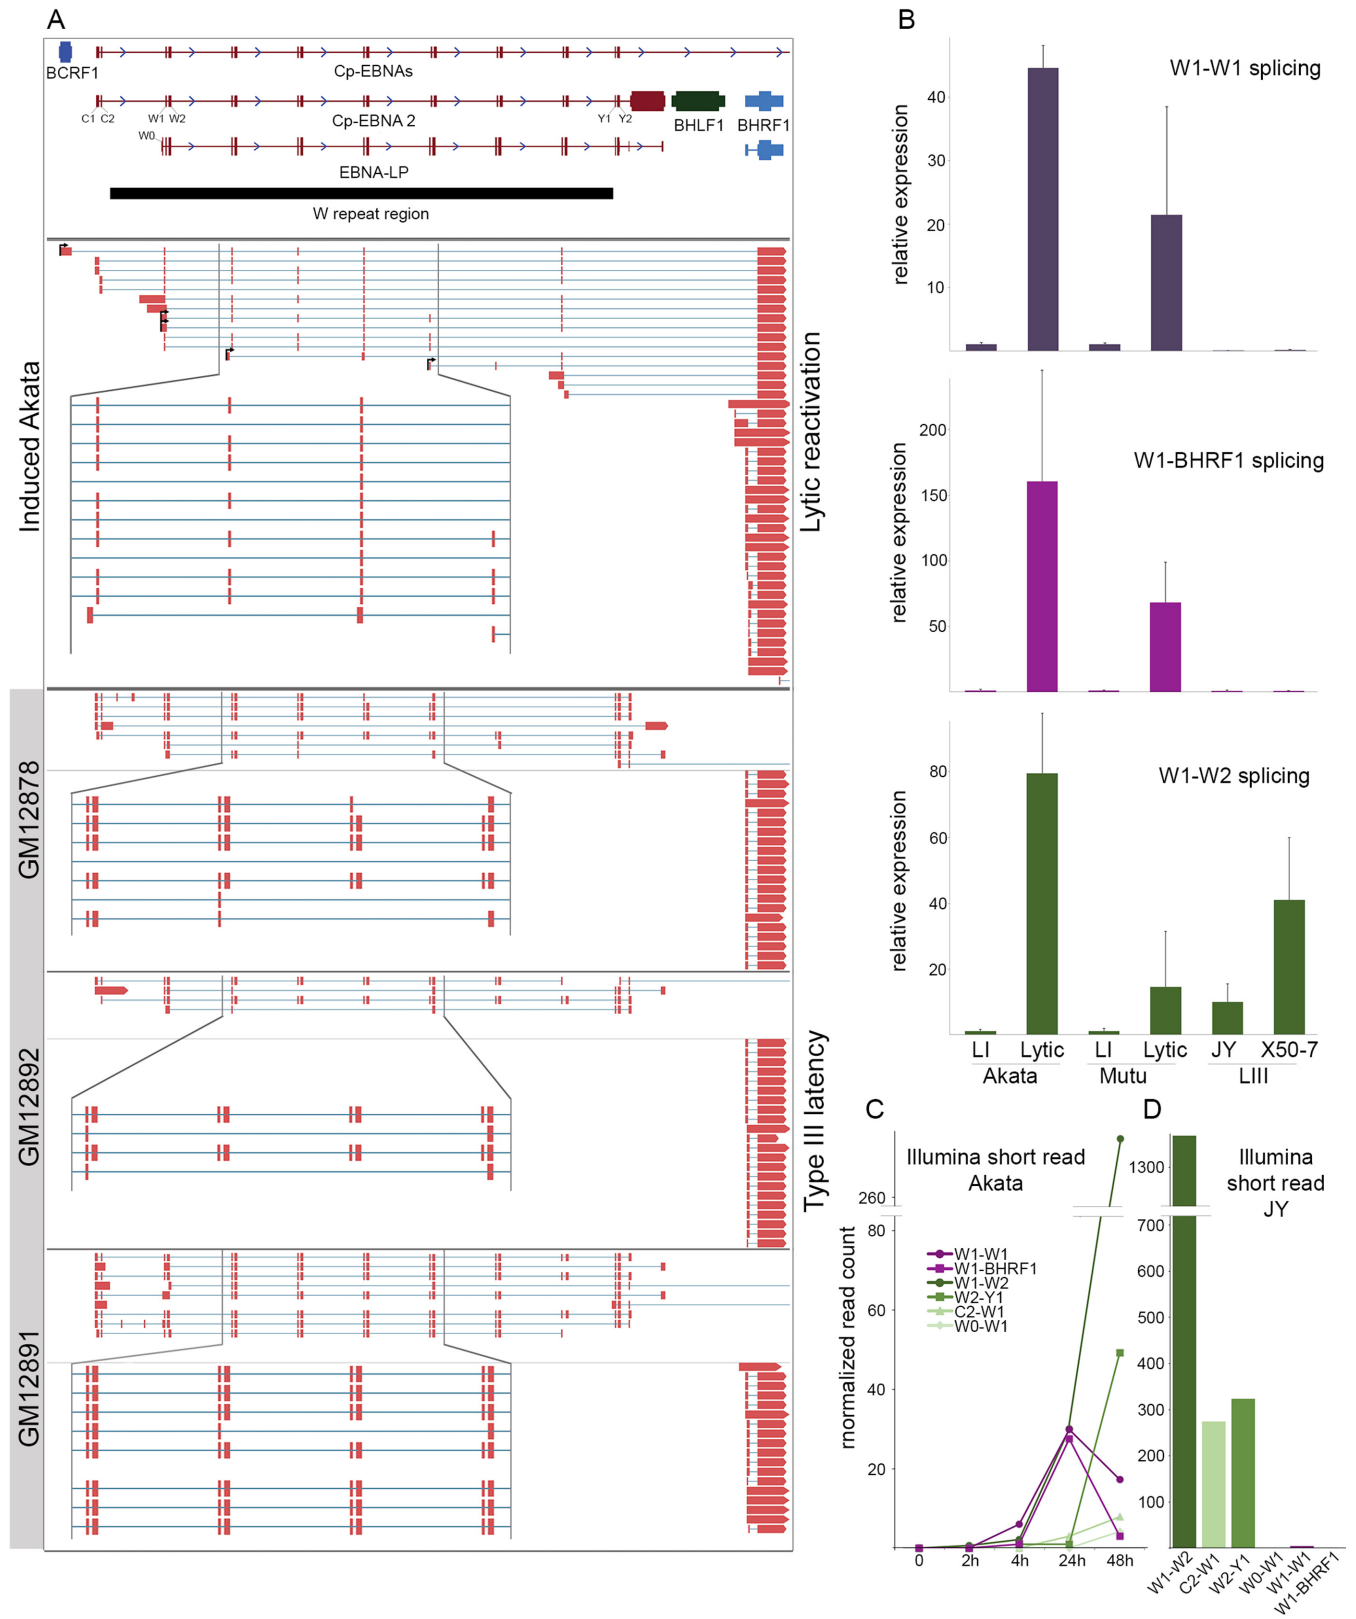 A
BCRF1
Cp-EBNAs
C1 C2 W1 W2 Cp-EBNA 2 Y1 Y2 BHLF1 BHRF1
W0
EBNA-LP
W repeat region
Induced Akata
Lytic reactivation
GM12878
GM12892
GM12891
Type III latency
B
W1-W1 splicing
relative expression
40
30
20
10
W1-BHRF1 splicing
relative expression
200
150
100
50
W1-W2 splicing
relative expression
80
60
40
20
LI Lytic LI Lytic JY X50-7
Akata Mutu LIII
C
Illumina short read
Akata
rnormalized read count
260
80
60
40
20
W1-W1
W1-BHRF1
W1-W2
W2-Y1
C2-W1
W0-W1
0 2h 4h 24h 48h
D
Illumina
short read
JY
1300
700
600
500
400
300
200
100
W1-W2
C2-W1
W2-Y1
W0-W1
W1-W1
W1-BHRF1